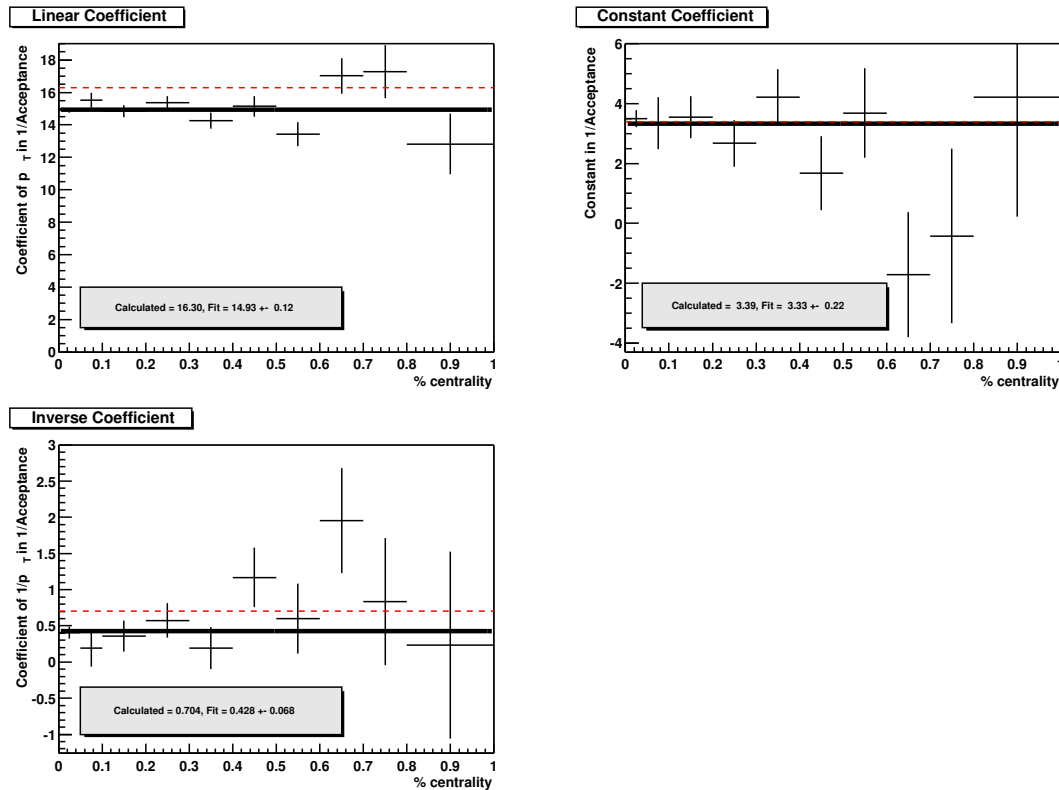 Linear Coefficient
Coefficient of p T in 1/Acceptance
18
16
14
12
10
8
6
4
2
0
Calculated = 16.30, Fit = 14.93 +- 0.12
0 0.1 0.2 0.3 0.4 0.5 0.6 0.7 0.8 0.9 1
% centrality
Constant Coefficient
Constant in 1/Acceptance
6
4
2
0
-2
-4
Calculated = 3.39, Fit = 3.33 +- 0.22
0 0.1 0.2 0.3 0.4 0.5 0.6 0.7 0.8 0.9 1
% centrality
Inverse Coefficient
Coefficient of 1/p T in 1/Acceptance
3
2.5
2
1.5
1
0.5
0
-0.5
-1
Calculated = 0.704, Fit = 0.428 +- 0.068
0 0.1 0.2 0.3 0.4 0.5 0.6 0.7 0.8 0.9 1
% centrality